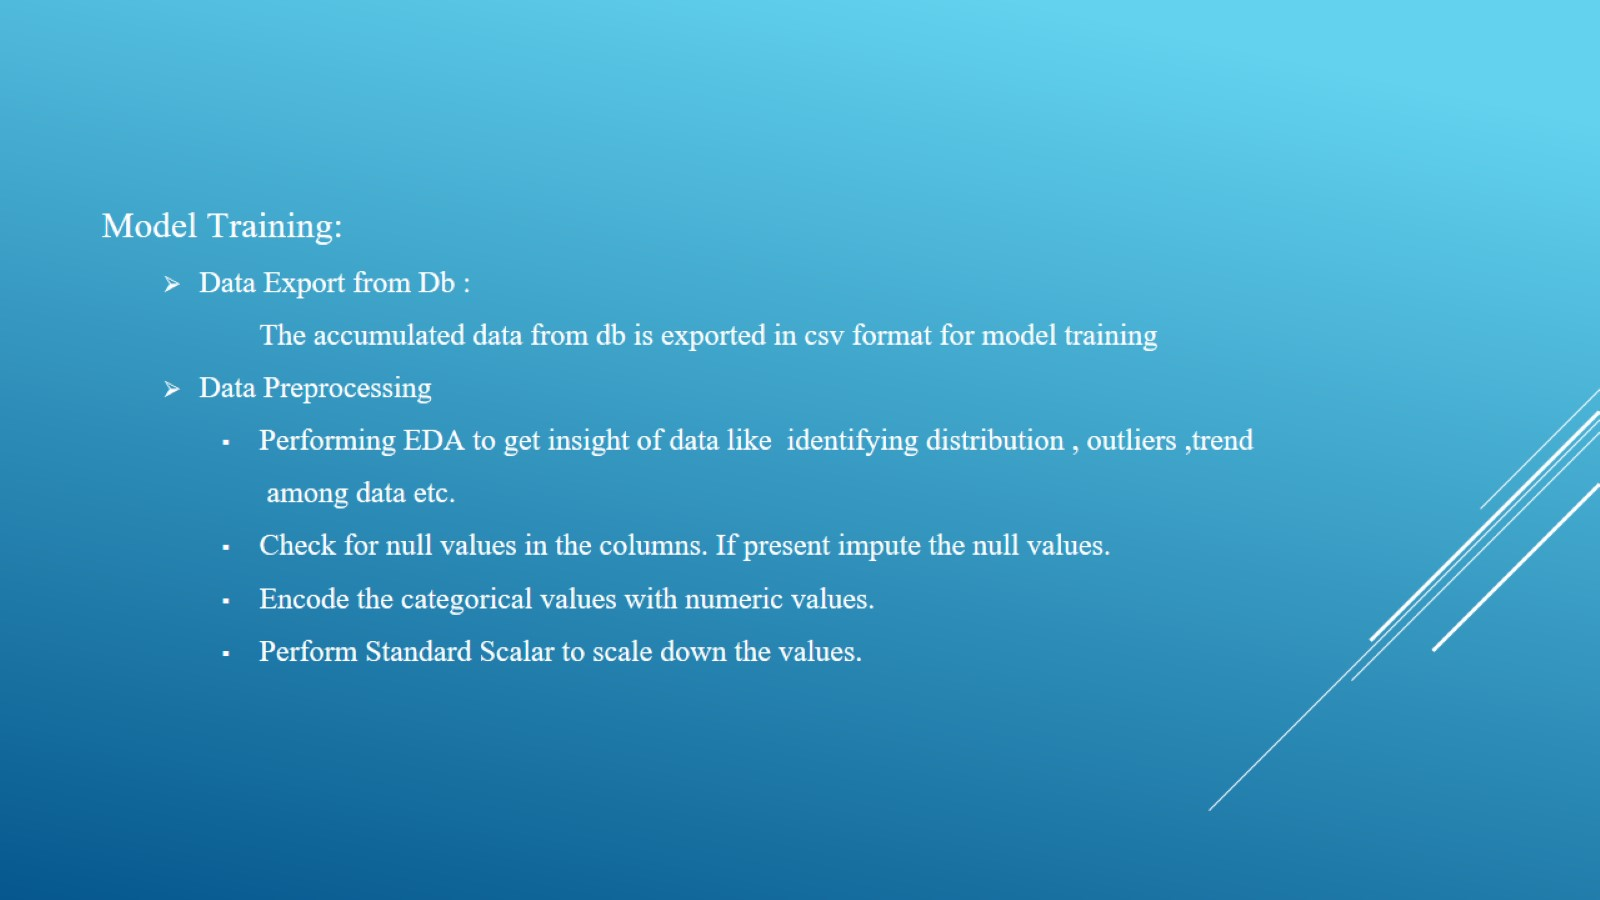 Model Training:
➢ Data Export from Db :
The accumulated data from db is exported in csv format for model training
➢ Data Preprocessing
▪ Performing EDA to get insight of data like  identifying distribution , outliers ,trend
among data etc.
▪ Check for null values in the columns. If present impute the null values.
▪ Encode the categorical values with numeric values.
▪ Perform Standard Scalar to scale down the values.